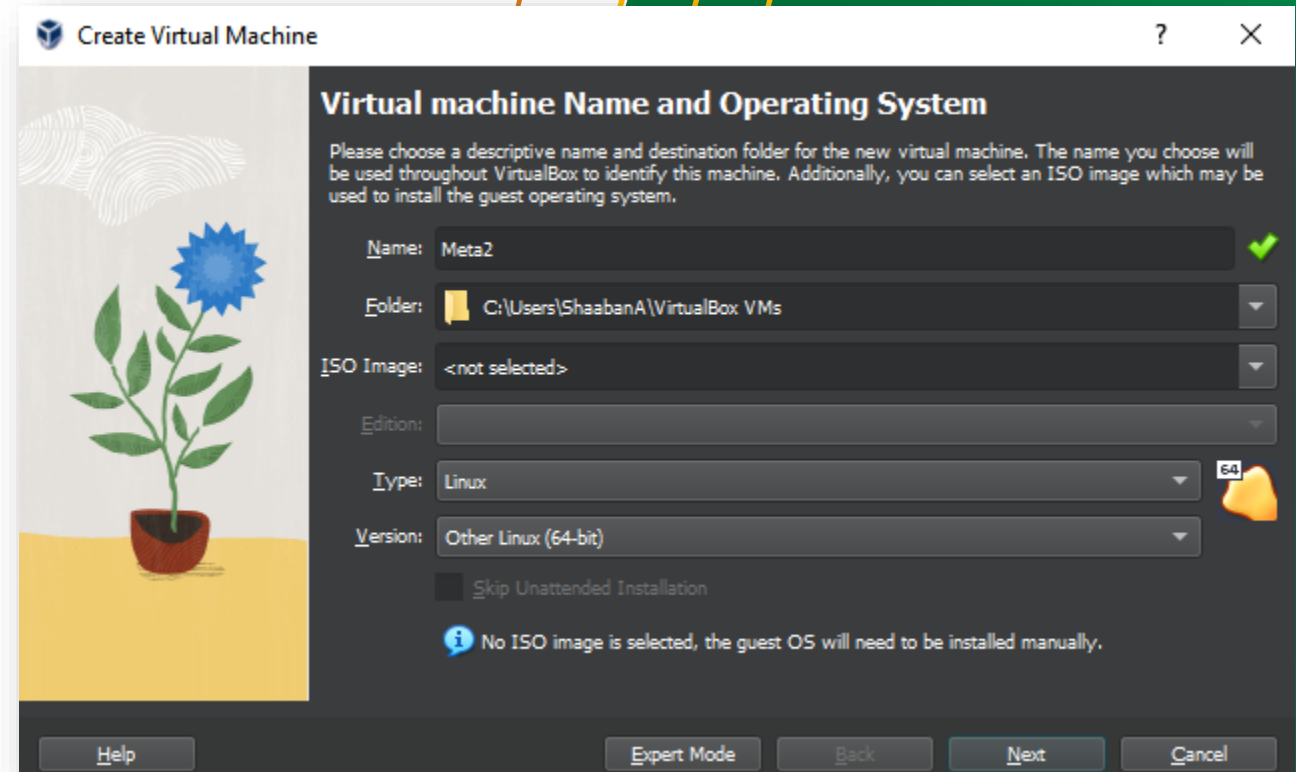 Create Virtual Machine
?
Virtual machine Name and Operating System
Please choose a descriptive name and destination folder for the new virtual machine. The name you choose will
be used throughout VirtualBox to identify this machine. Additionally, you can select an ISO image which may be
used to install the guest operating system.
Name: Meta2
Folder: C:\Users\ShaabanA\VirtualBox VMs
ISO Image: <not selected>
Edition:
Type: Linux
64
Version: Other Linux (64-bit)
Skip Unattended Installation
No ISO image is selected, the guest OS will need to be installed manually.
Help Expert Mode Back Next Cancel